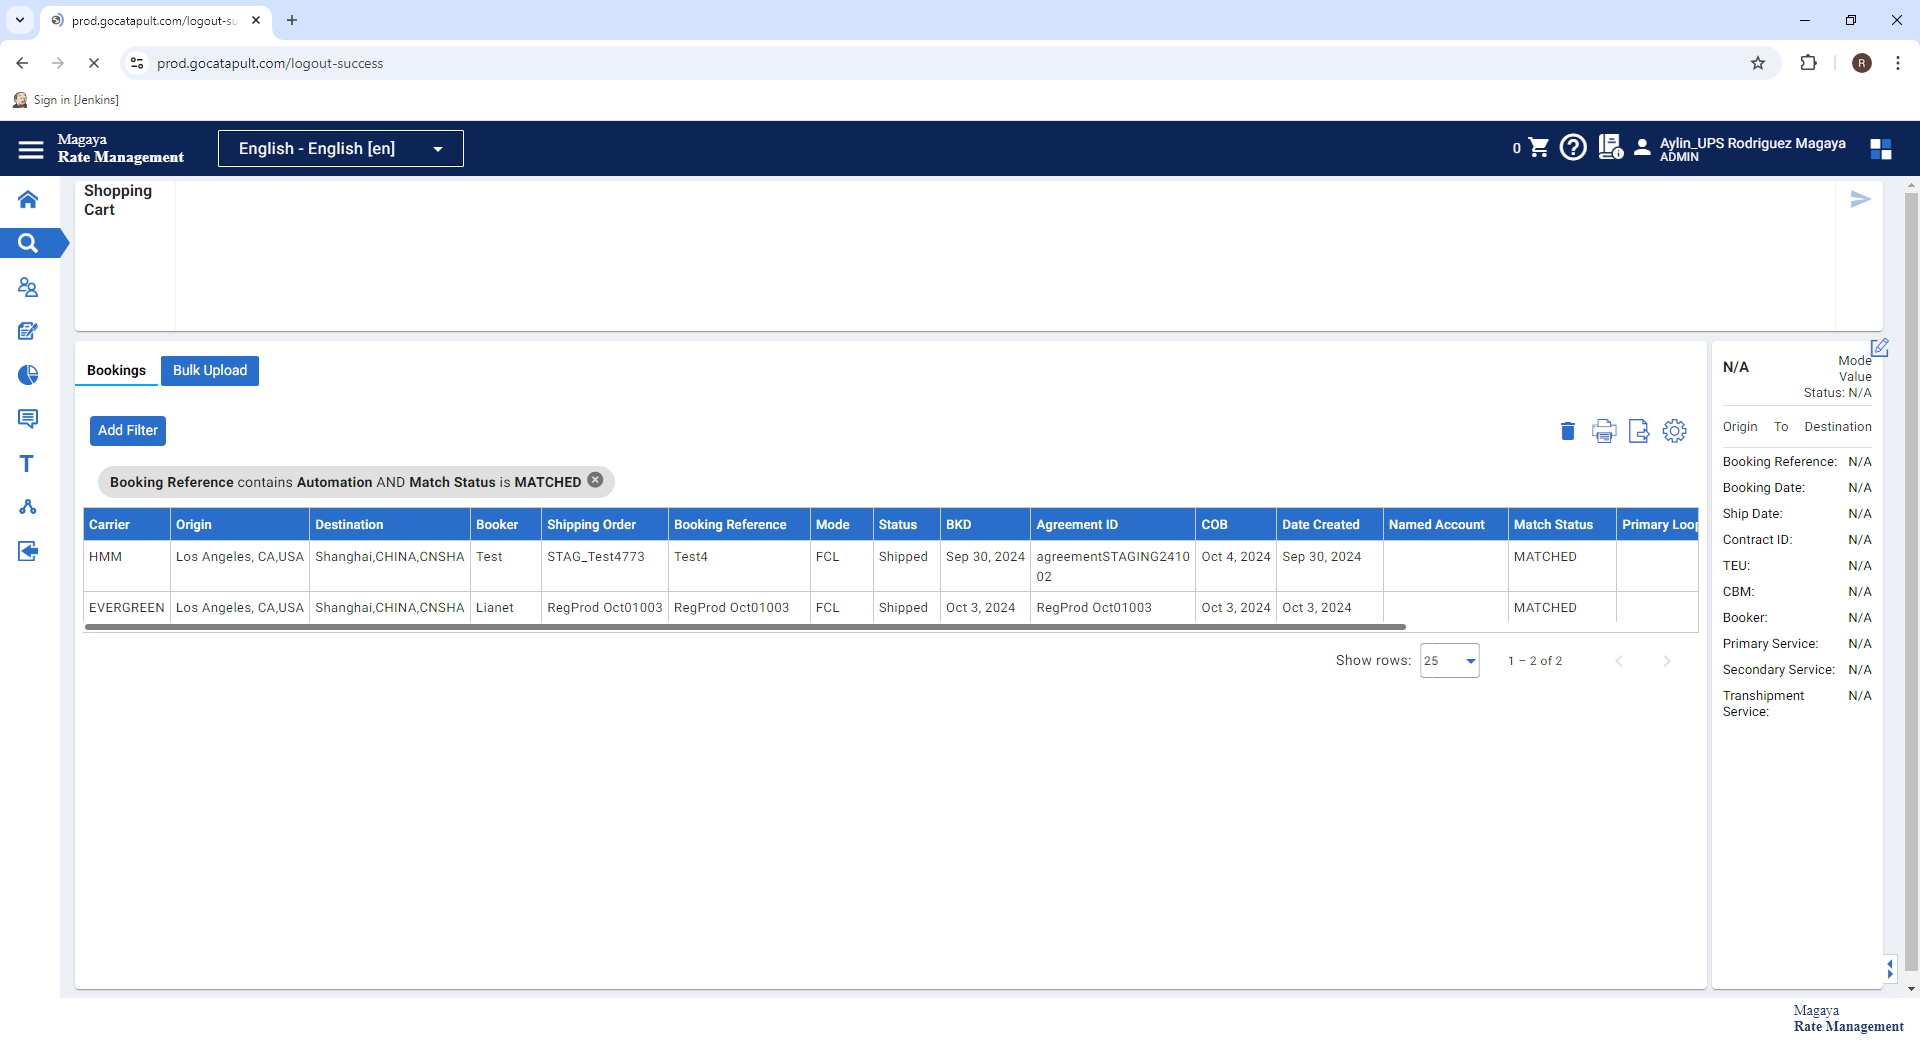 prod.gocatapult.com/logout-su
prod.gocatapult.com/logout-success
R
Sign in [Jenkins]
Magaya
Rate Management
English - English [en]
0
Aylin_UPS Rodriguez Magaya
ADMIN
Shopping
Cart
Bookings
Bulk Upload
Add Filter
Booking Reference contains Automation AND Match Status is MATCHED
Carrier Origin Destination Booker Shipping Order Booking Reference Mode Status BKD Agreement ID COB Date Created Named Account Match Status Primary Loop
HMM Los Angeles, CA,USA Shanghai,CHINA,CNSHA Test STAG_Test4773 Test4 FCL Shipped Sep 30, 2024 agreementSTAGING2410 Oct 4, 2024 Sep 30, 2024 MATCHED
02
EVERGREEN Los Angeles, CA,USA Shanghai,CHINA,CNSHA Lianet RegProd Oct01003 RegProd Oct01003 FCL Shipped Oct 3, 2024 RegProd Oct01003 Oct 3, 2024 Oct 3, 2024 MATCHED
Show rows: 25 1 – 2 of 2
N/A
Mode
Value
Status: N/A
Origin To Destination
Booking Reference: N/A
Booking Date: N/A
Ship Date: N/A
Contract ID: N/A
TEU: N/A
CBM: N/A
Booker: N/A
Primary Service: N/A
Secondary Service: N/A
Transhipment N/A
Service:
T
Magaya
Rate Management